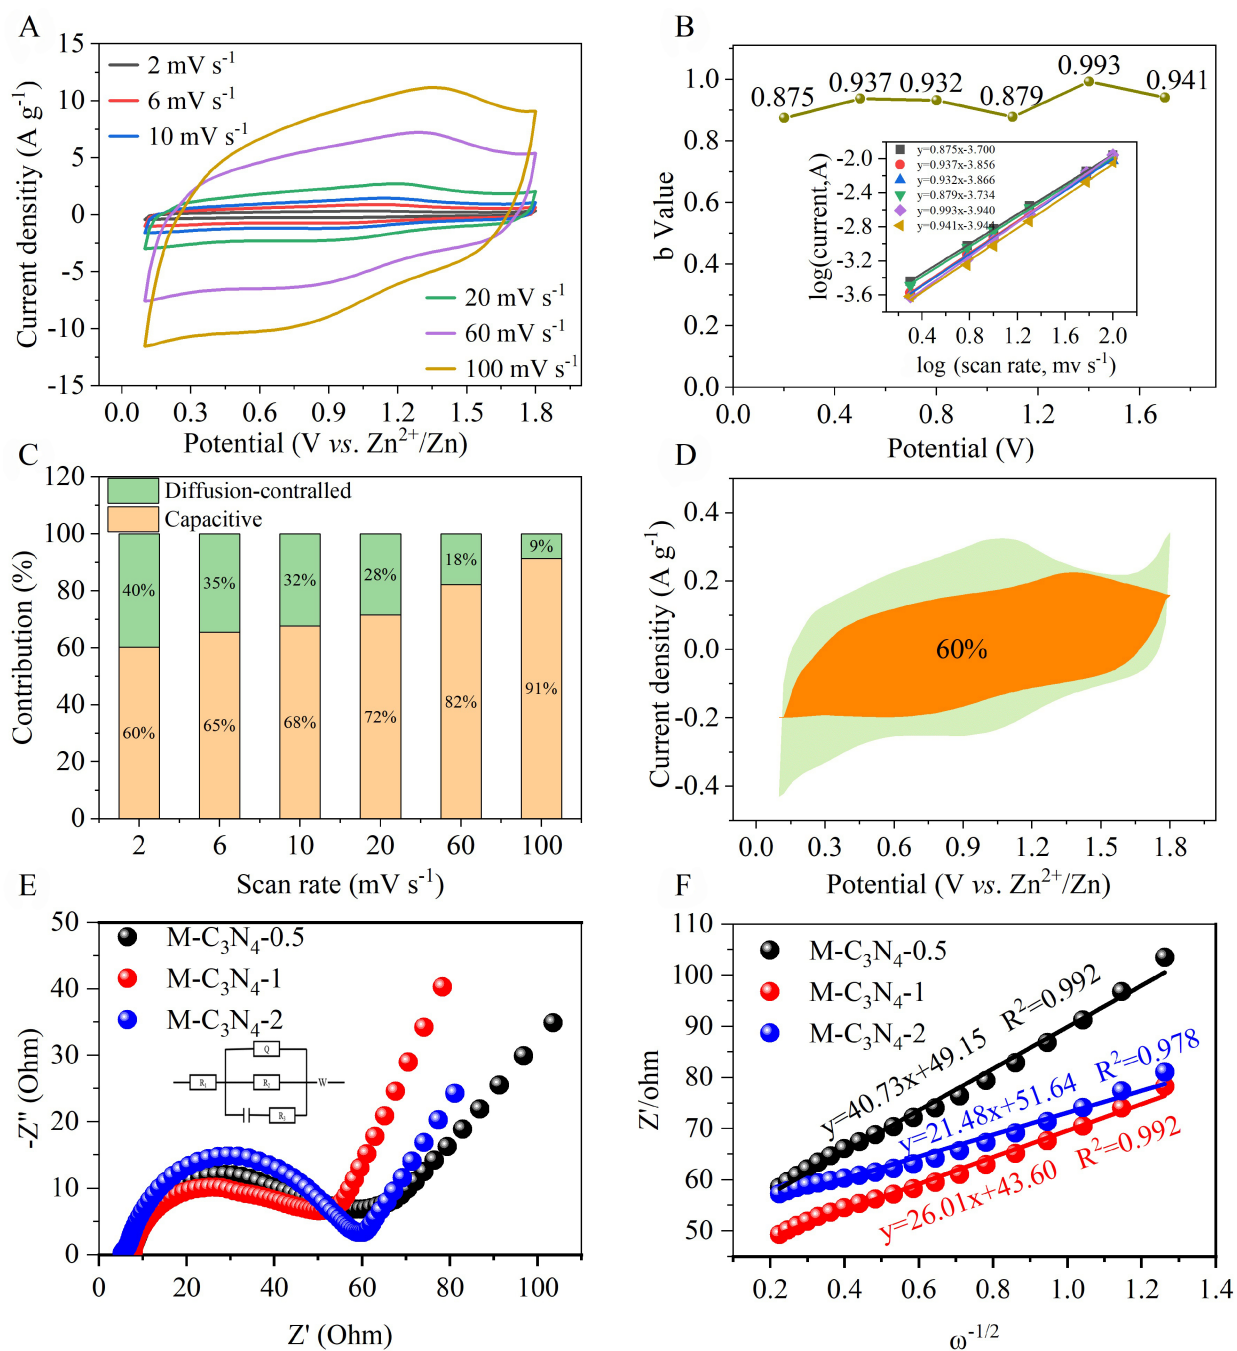 A
15
10
5
0
-5
-10
-15
Current densitiy (A g-1)
2 mV s-1
6 mV s-1
10 mV s-1
20 mV s-1
60 mV s-1
100 mV s-1
0.0 0.3 0.6 0.9 1.2 1.5 1.8
Potential (V vs. Zn2+/Zn)
B
1.0
0.8
0.6
0.4
0.2
0.0
b Value
0.875 0.937 0.932 0.879 0.993 0.941
y=0.875x-3.700
y=0.937x-3.856
y=0.932x-3.866
y=0.879x-3.734
y=0.993x-3.940
y=0.941x-3.944
-2.0
-2.4
-2.8
-3.2
-3.6
log(current,A)
0.4 0.8 1.2 1.6 2.0
log (scan rate, mv s-1)
0.0 0.4 0.8 1.2 1.6
Potential (V)
C
120
100
80
60
40
20
0
Contribution (%)
Diffusion-contralled
Capacitive
40% 35% 32% 28% 18% 9%
60% 65% 68% 72% 82% 91%
2 6 10 20 60 100
Scan rate (mV s-1)
D
0.4
0.2
0.0
-0.2
-0.4
Current densitiy (A g-1)
60%
0.0 0.3 0.6 0.9 1.2 1.5 1.8
Potential (V vs. Zn2+/Zn)
E
50
40
30
20
10
0
-Z" (Ohm)
M-C3N4-0.5
M-C3N4-1
M-C3N4-2
Q
R1 R2 W
R3
0 20 40 60 80 100
Z' (Ohm)
F
110
100
90
80
70
60
50
Z'/ohm
M-C3N4-0.5
M-C3N4-1
M-C3N4-2
y=40.73x+49.15 R2=0.992
y=21.48x+51.64 R2=0.978
y=26.01x+43.60 R2=0.992
0.2 0.4 0.6 0.8 1.0 1.2 1.4
ω-1/2